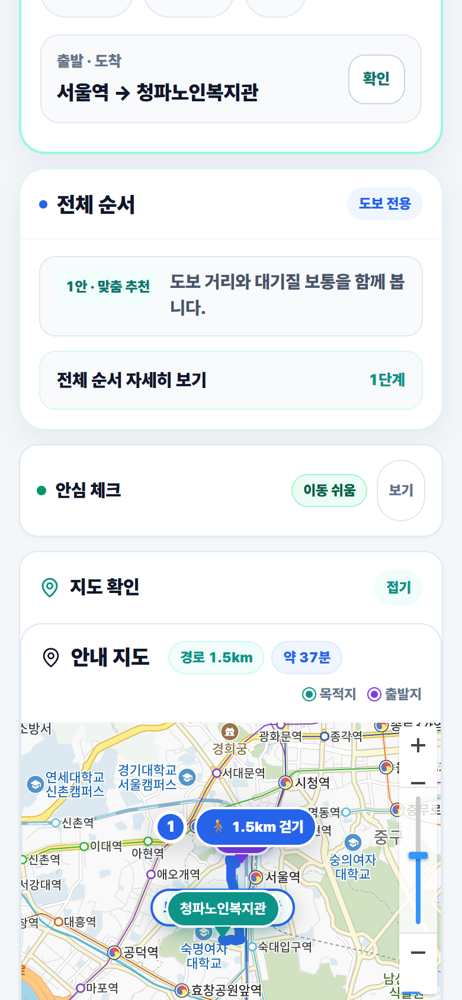 출발 · 도착
서울역 → 청파노인복지관
확인
전체 순서
도보 전용
1안 · 맞춤 추천
도보 거리와 대기질 보통을 함께 봅
니다.
전체 순서 자세히 보기
1단계
안심 체크
이동 쉬움
보기
지도 확인
접기
안내 지도
경로 1.5km
약 37분
목적지
출발지
소방서
경희궁
광화문역
종각역
연세대학교
신촌캠퍼스
경기대학교
서울캠퍼스
서대문역
시청역
신촌역
1
1.5km 걷기
명동역
충무로
중구
이대역
아현역
신촌역
숭의여자
대학교
애오개역
서울역
서강대역
청파노인복지관
대흥역
공덕역
숙명여자
대학교
숙대입구역
마포역
효창공원앞역